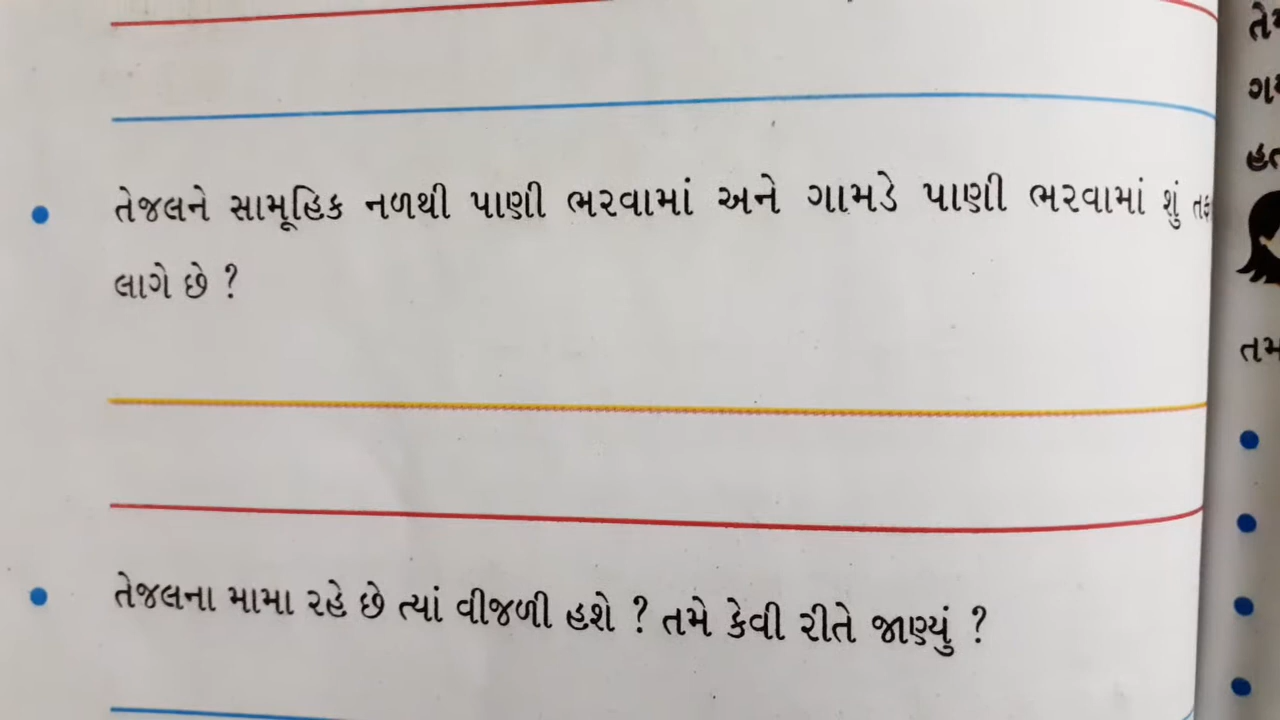 તેજલને સામૂહિક નળથી પાણી ભરવામાં અને ગામડે પાણી ભરવામાં શું
લાગે છે ?
તેજલના મામા રહે છે ત્યાં વીજળી હશે ? તમે કેવી રીતે જાણ્યું ?